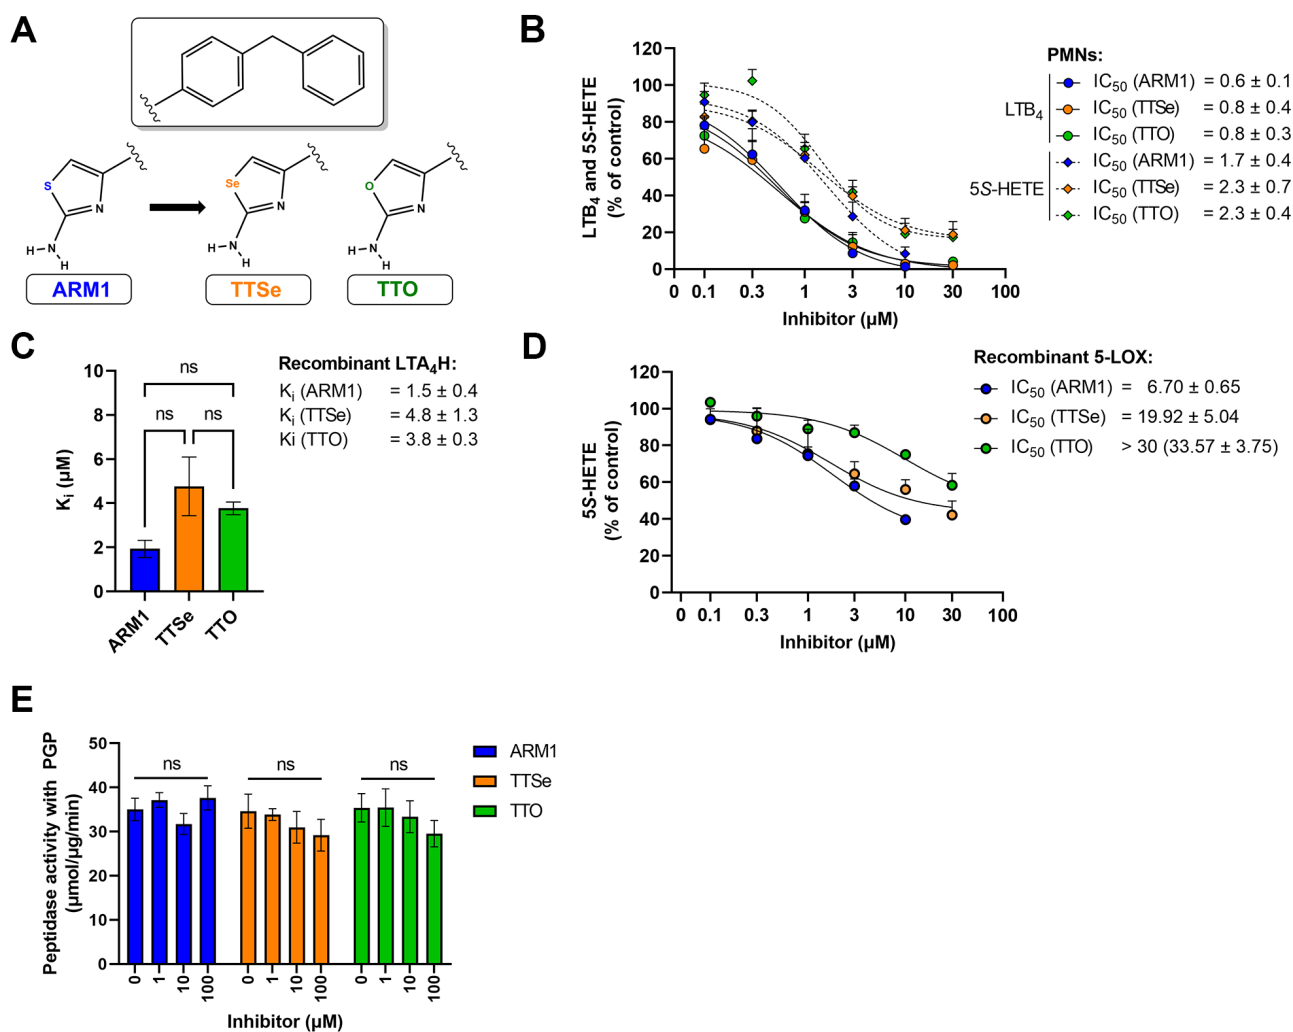 A
S
N
N
H
H
ARM1
Se
N
N
H
H
TTSe
O
N
N
H
H
TTO
B
LTB4 and 5S-HETE
(% of control)
120
100
80
60
40
20
0
0
0.1
0.3
1
3
10
30
100
Inhibitor (µM)
PMNs:
LTB4
IC50 (ARM1) = 0.6 ± 0.1
IC50 (TTSe) = 0.8 ± 0.4
IC50 (TTO) = 0.8 ± 0.3
5S-HETE
IC50 (ARM1) = 1.7 ± 0.4
IC50 (TTSe) = 2.3 ± 0.7
IC50 (TTO) = 2.3 ± 0.4
C
Ki (µM)
10
8
6
4
2
0
ns
ns
ns
ARM1
TTSe
TTO
Recombinant LTA4H:
Ki (ARM1) = 1.5 ± 0.4
Ki (TTSe) = 4.8 ± 1.3
Ki (TTO) = 3.8 ± 0.3
D
5S-HETE
(% of control)
120
100
80
60
40
20
0
0
0.1
0.3
1
3
10
30
100
Inhibitor (µM)
Recombinant 5-LOX:
IC50 (ARM1) = 6.70 ± 0.65
IC50 (TTSe) = 19.92 ± 5.04
IC50 (TTO) > 30 (33.57 ± 3.75)
E
Peptidase activity with PGP
(µmol/µg/min)
50
40
30
20
10
0
ns
ns
ns
0
1
10
100
0
1
10
100
0
1
10
100
Inhibitor (µM)
ARM1
TTSe
TTO